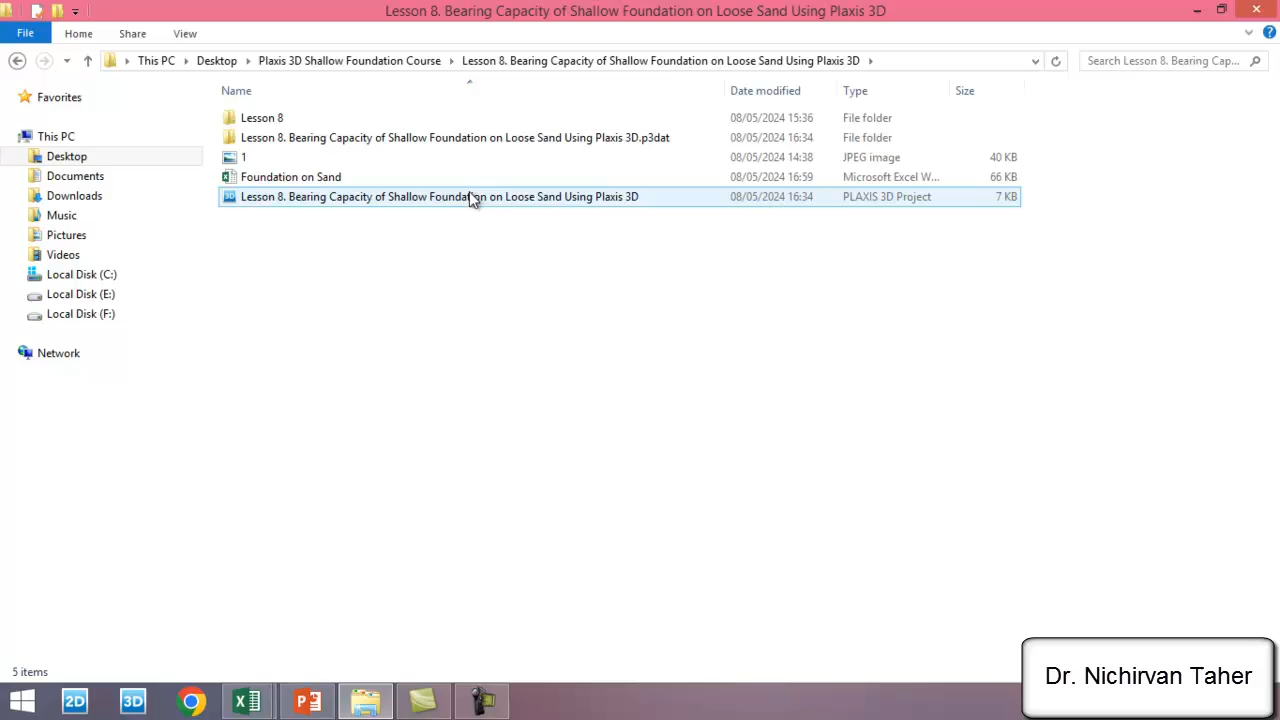 Lesson 8. Bearing Capacity of Shallow Foundation on Loose Sand Using Plaxis 3D
File Home Share View
This PC Desktop Plaxis 3D Shallow Foundation Course Lesson 8. Bearing Capacity of Shallow Foundation on Loose Sand Using Plaxis 3D Search Lesson 8. Bearing Cap...
Name Date modified Type Size
Favorites
This PC
Desktop
Documents
Downloads
Music
Pictures
Videos
Local Disk (C:)
Local Disk (E:)
Local Disk (F:)
Network
Lesson 8 08/05/2024 15:36 File folder
Lesson 8. Bearing Capacity of Shallow Foundation on Loose Sand Using Plaxis 3D.p3dat 08/05/2024 16:34 File folder
1 08/05/2024 14:38 JPEG image 40 KB
Foundation on Sand 08/05/2024 16:59 Microsoft Excel W... 66 KB
Lesson 8. Bearing Capacity of Shallow Foundation on Loose Sand Using Plaxis 3D 08/05/2024 16:34 PLAXIS 3D Project 7 KB
5 items
Dr. Nichirvan Taher
2D 3D